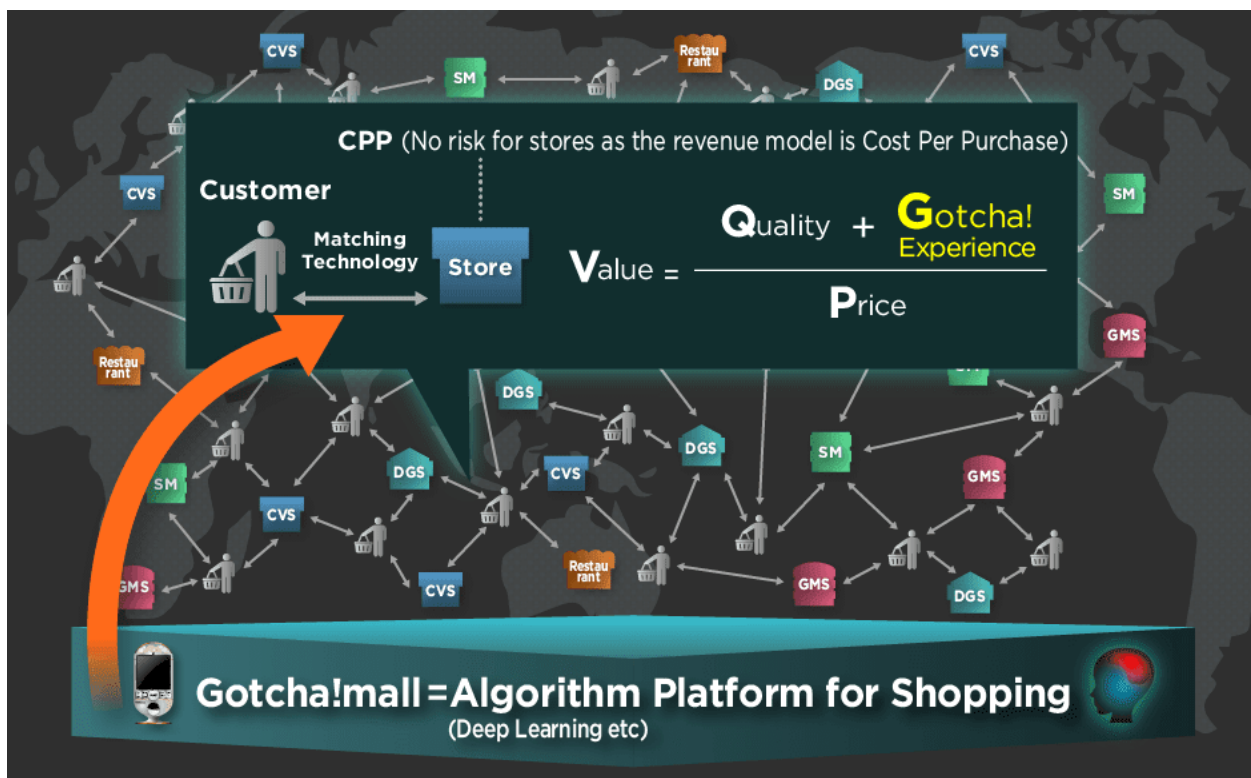 CVS
Restau
rant
CVS
SM
DGS
CPP (No risk for stores as the revenue model is Cost Per Purchase)
Customer
Matching
Technology
Store
Value = Quality + Gotcha!
Experience
Price
CVS
SM
GMS
Restau
rant
DGS
DGS
SM
DGS
CVS
GMS
SM
CVS
Restau
rant
GMS
CVS
GMS
DGS
Gotcha!mall = Algorithm Platform for Shopping
(Deep Learning etc)